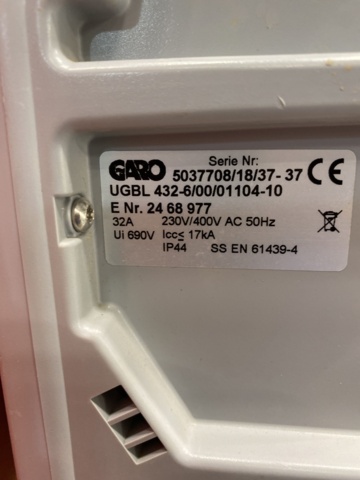 Serie Nr:
GARO 5037708/18/37- 37 CE
UGBL 432-6/00/01104-10
E Nr. 24 68 977
32A 230V/400V AC 50Hz
Ui 690V Icc≤ 17kA
IP44 SS EN 61439-4